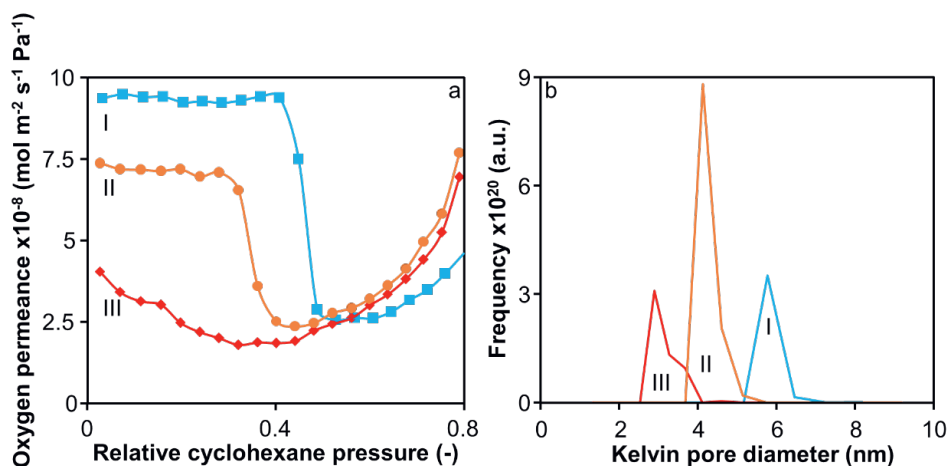 Oxygen permeance x10-8 (mol m-2 s-1 Pa-1)
10
7.5
5
2.5
0
a
I
II
III
0
0.4
0.8
Relative cyclohexane pressure (-)
Frequency x10²⁰ (a.u.)
9
6
3
0
b
III
II
I
0
2
4
6
8
10
Kelvin pore diameter (nm)